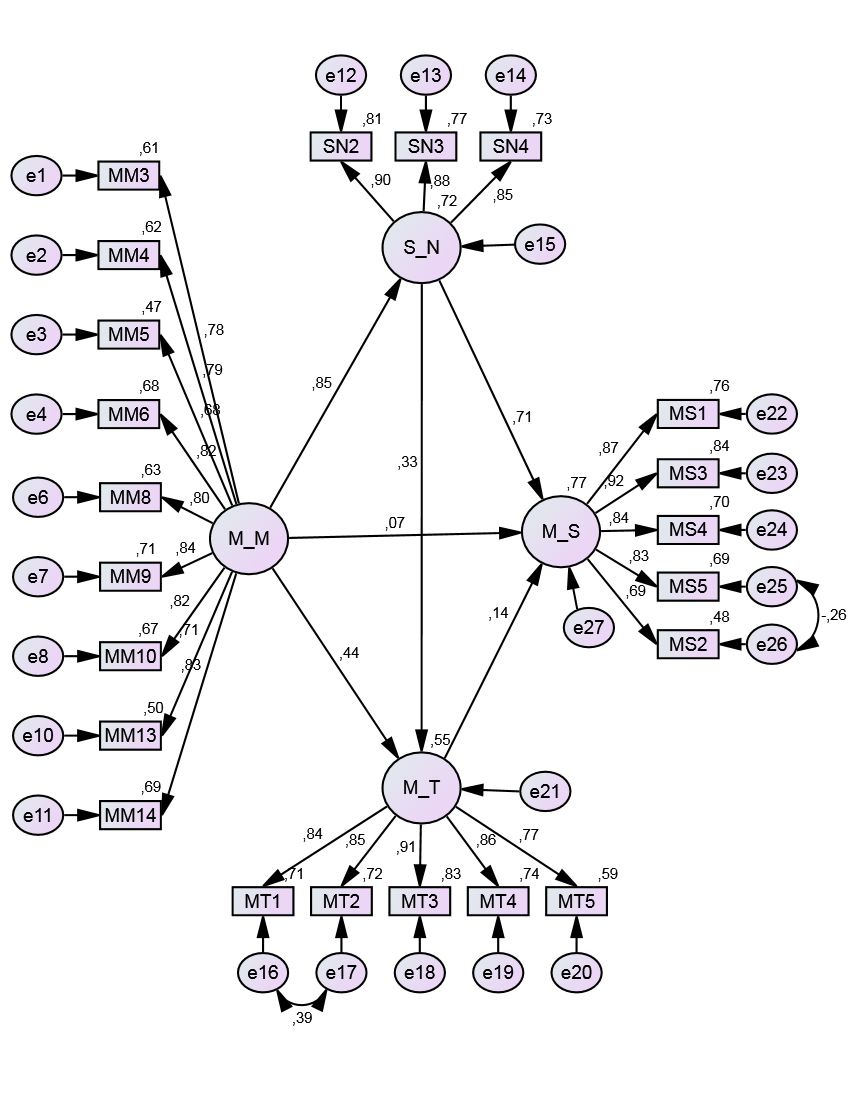 e12 e13 e14
,81 ,77 ,73
SN2 SN3 SN4
,90 ,88 ,85
,72
S_N e15
,61
e1 MM3
,62
e2 MM4
,47
e3 MM5
,68
e4 MM6
,63
e6 MM8
,71
e7 MM9
,67
e8 MM10
,50
e10 MM13
,69
e11 MM14
,78
,79
,68
,82
,80
,84
,82
,71
,83
M_M
,85
,33
,71
,07
,44
,14
,77
M_S
e27
,87
,92
,84
,83
,69
,76
MS1 e22
,84
MS3 e23
,70
MS4 e24
,69
MS5 e25
,48
MS2 e26
-,26
,55
M_T e21
,84 ,85 ,91 ,86 ,77
,71 ,72 ,83 ,74 ,59
MT1 MT2 MT3 MT4 MT5
e16 e17 e18 e19 e20
,39